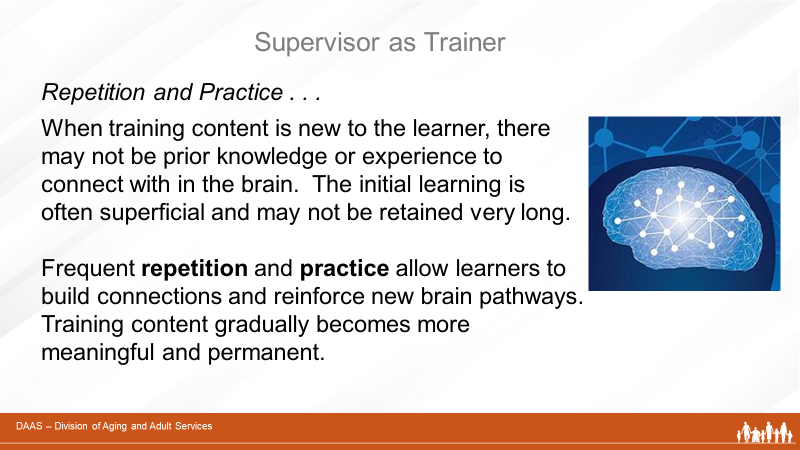 Supervisor as Trainer
Repetition and Practice . . .
When training content is new to the learner, there
may not be prior knowledge or experience to
connect with in the brain.  The initial learning is
often superficial and may not be retained very long.
Frequent repetition and practice allow learners to
build connections and reinforce new brain pathways.
Training content gradually becomes more
meaningful and permanent.
DAAS – Division of Aging and Adult Services